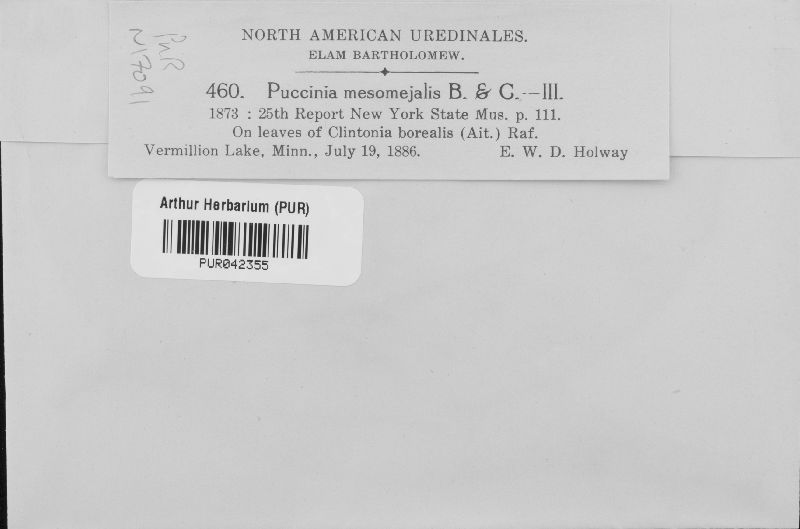 NORTH AMERICAN UREDINALES.
ELAM BARTHOLOMEW.
460. Puccinia mesomejalis B. & C.—III.
1873 : 25th Report New York State Mus. p. 111.
On leaves of Clintonia borealis (Ait.) Raf.
Vermillion Lake, Minn., July 19, 1886. E. W. D. Holway
PUR
N17091
Arthur Herbarium (PUR)
PUR042355